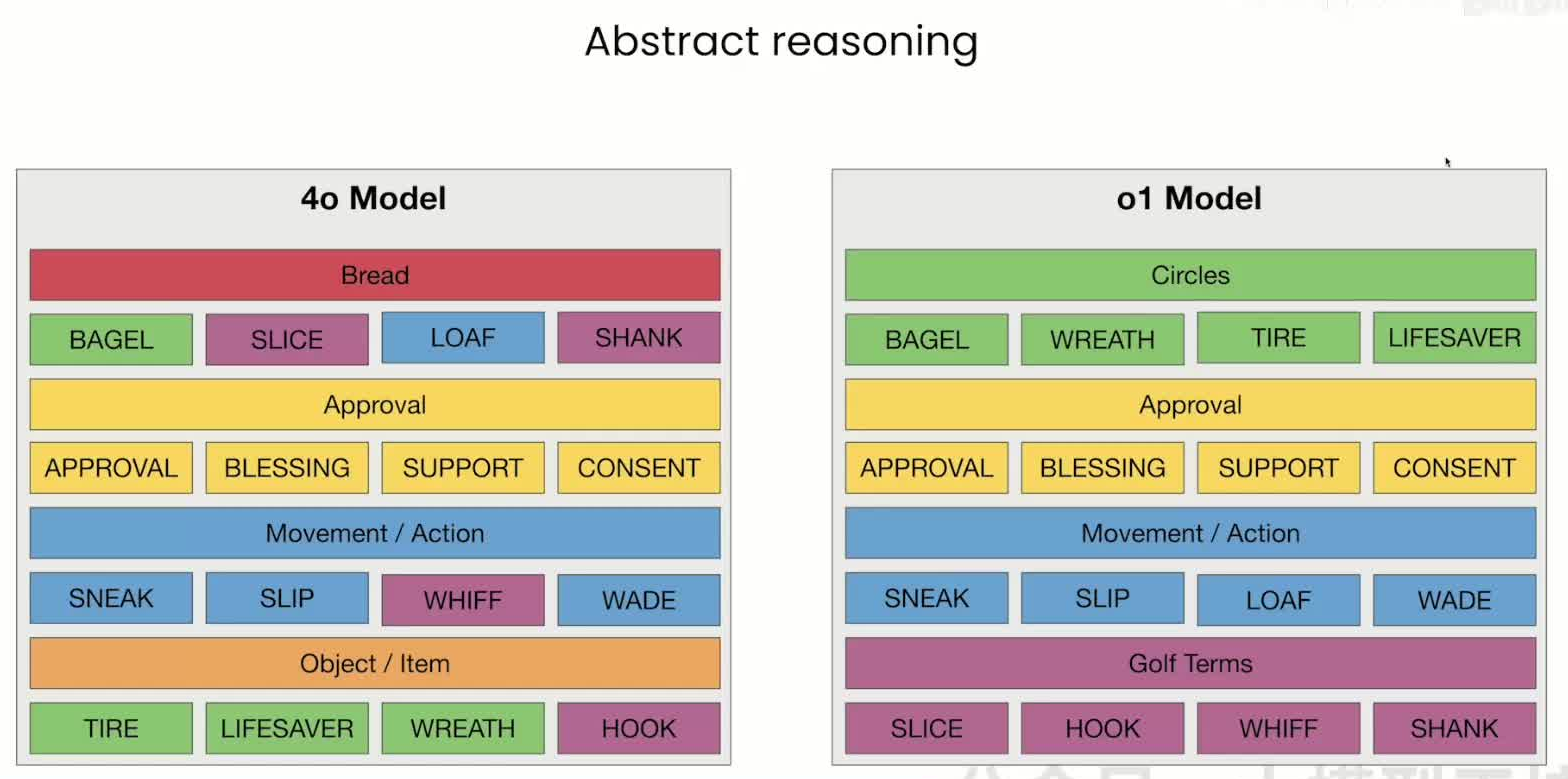 Abstract reasoning
4o Model
Bread
BAGEL SLICE LOAF SHANK
Approval
APPROVAL BLESSING SUPPORT CONSENT
Movement / Action
SNEAK SLIP WHIFF WADE
Object / Item
TIRE LIFESAVER WREATH HOOK
o1 Model
Circles
BAGEL WREATH TIRE LIFESAVER
Approval
APPROVAL BLESSING SUPPORT CONSENT
Movement / Action
SNEAK SLIP LOAF WADE
Golf Terms
SLICE HOOK WHIFF SHANK